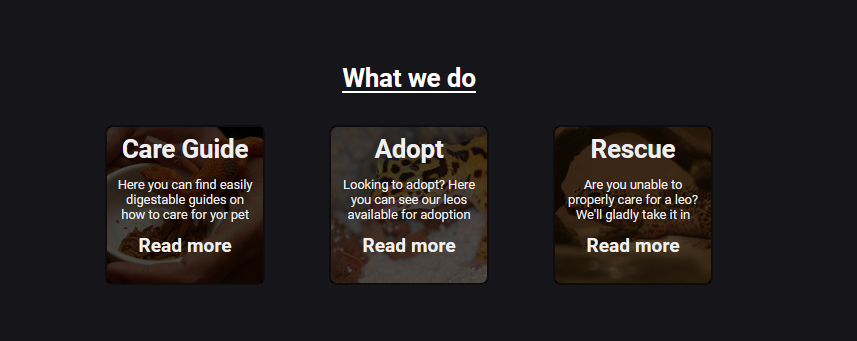 What we do
Care Guide
Here you can find easily
digestable guides on
how to care for yor pet
Read more
Adopt
Looking to adopt? Here
you can see our leos
available for adoption
Read more
Rescue
Are you unable to
properly care for a leo?
We'll gladly take it in
Read more